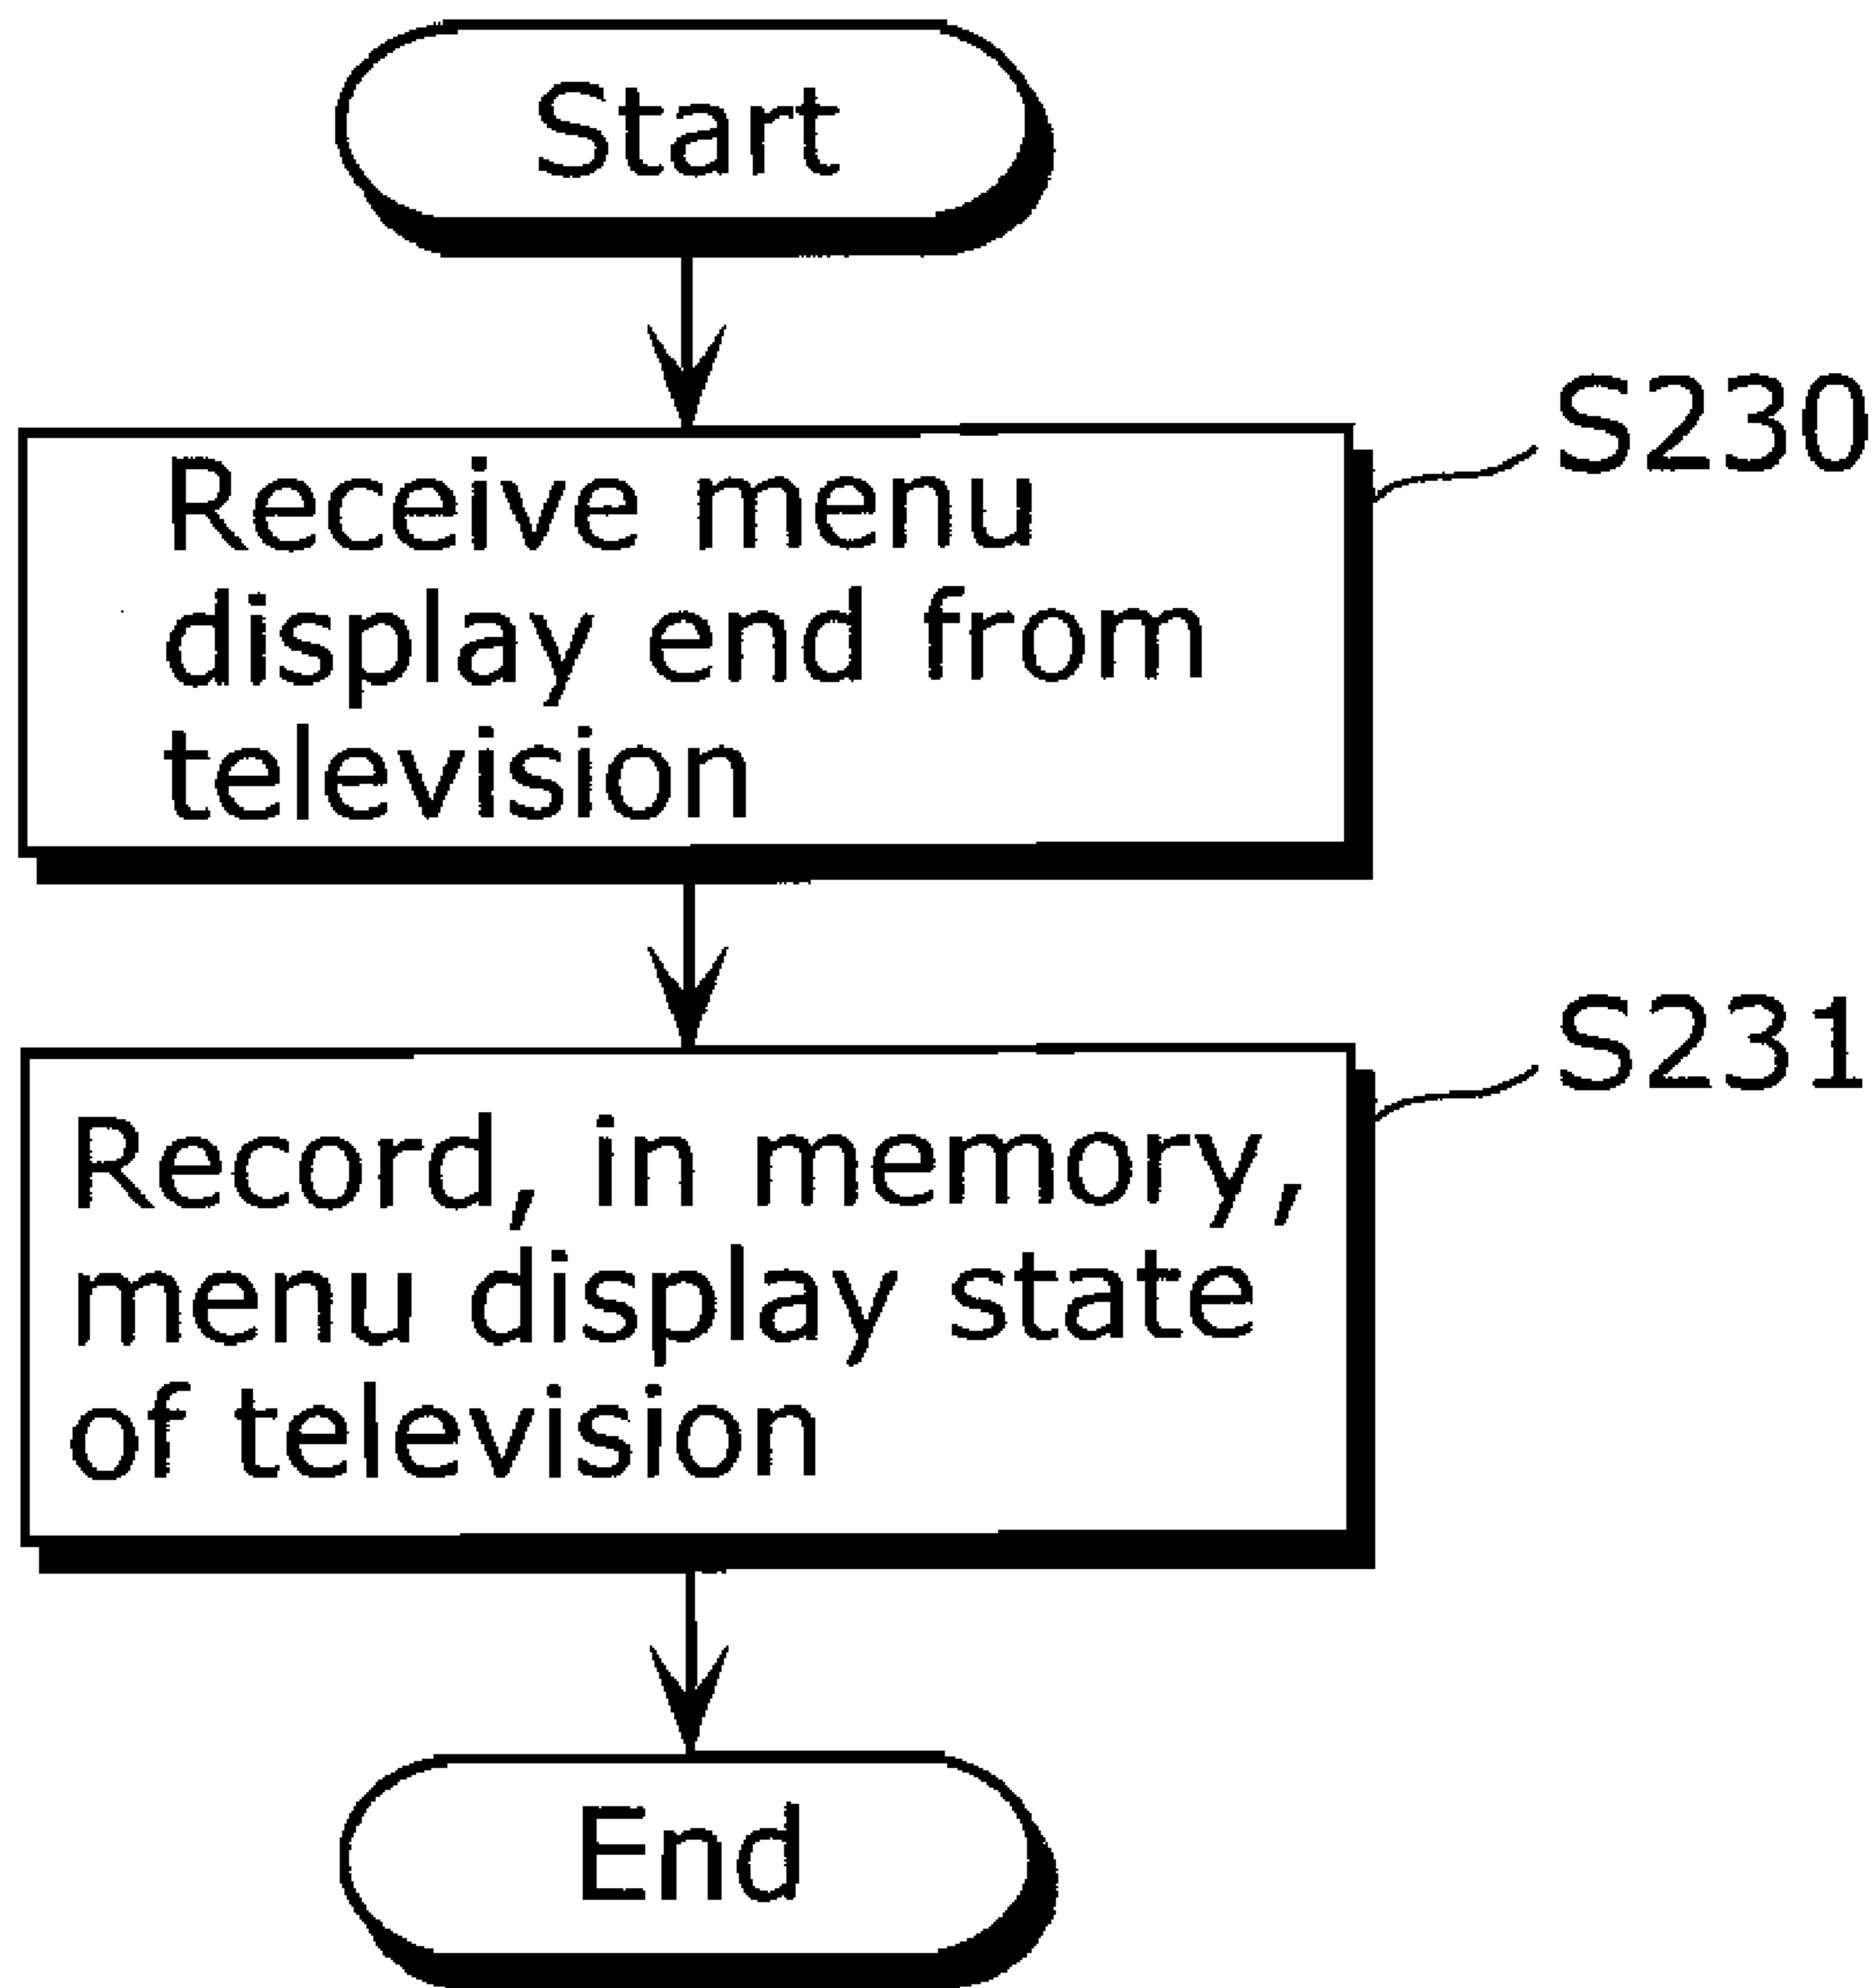 Start
S230
Receive menu
display end from
television
S231
Record, in memory,
menu display state
of television
End